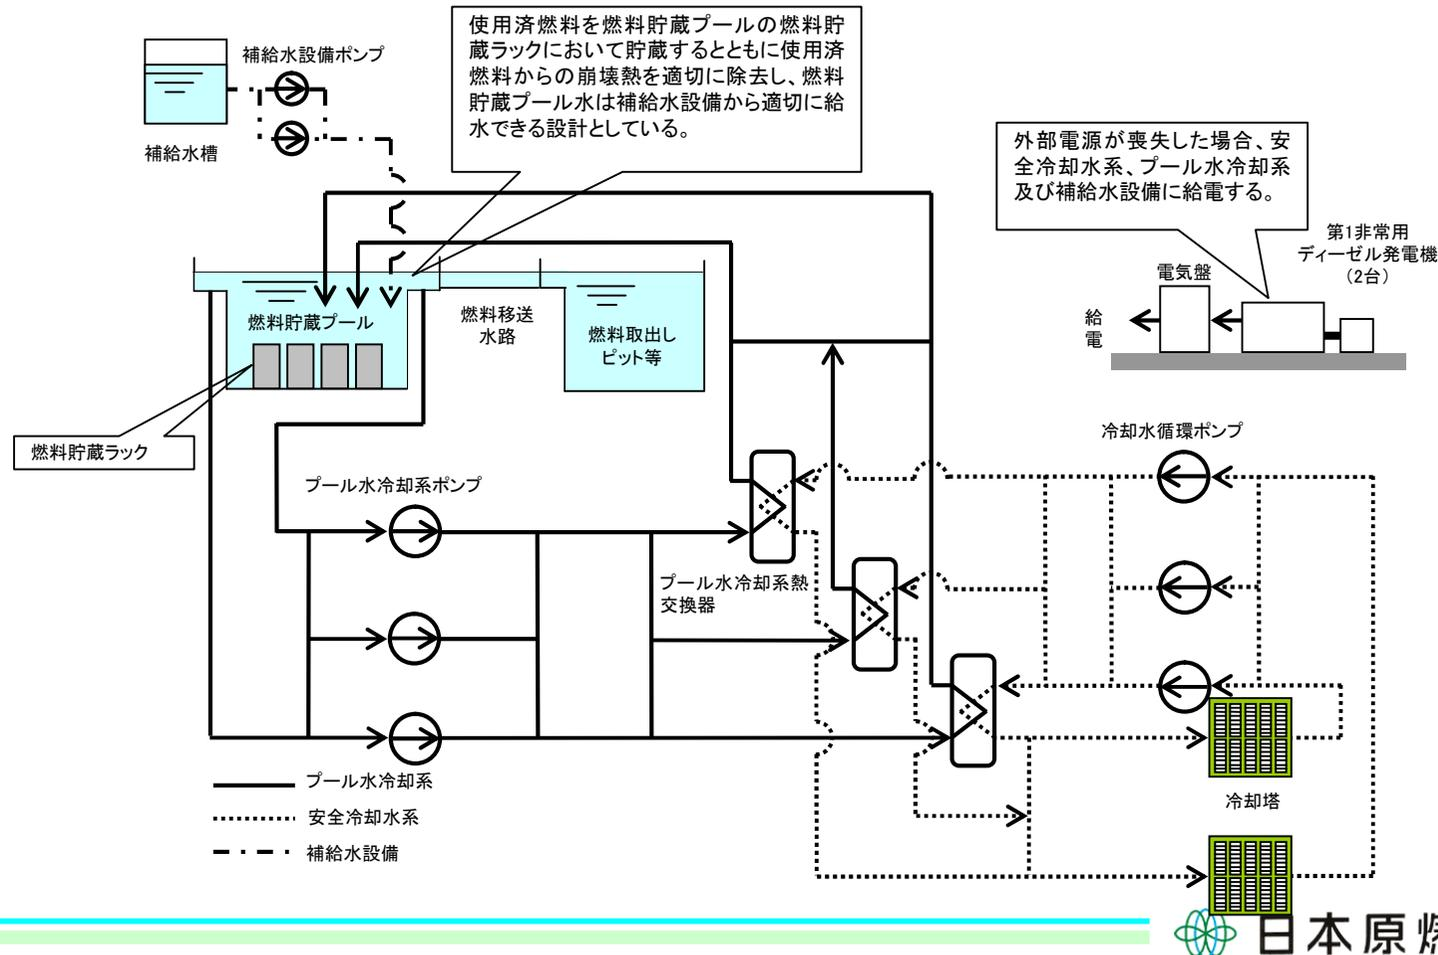 使用済燃料を燃料貯蔵プールの燃料貯
蔵ラックにおいて貯蔵するとともに使用済
燃料からの崩壊熱を適切に除去し、燃料
貯蔵プール水は補給水設備から適切に給
水できる設計としている。
補給水設備ポンプ
補給水槽
外部電源が喪失した場合、安
全冷却水系、プール水冷却系
及び補給水設備に給電する。
第1非常用
ディーゼル発電機
（2台）
電気盤
給
電
燃料貯蔵プール
燃料移送
水路
燃料取出し
ピット等
燃料貯蔵ラック
冷却水循環ポンプ
プール水冷却系ポンプ
プール水冷却系熱
交換器
冷却塔
プール水冷却系
安全冷却水系
補給水設備
日本原燃